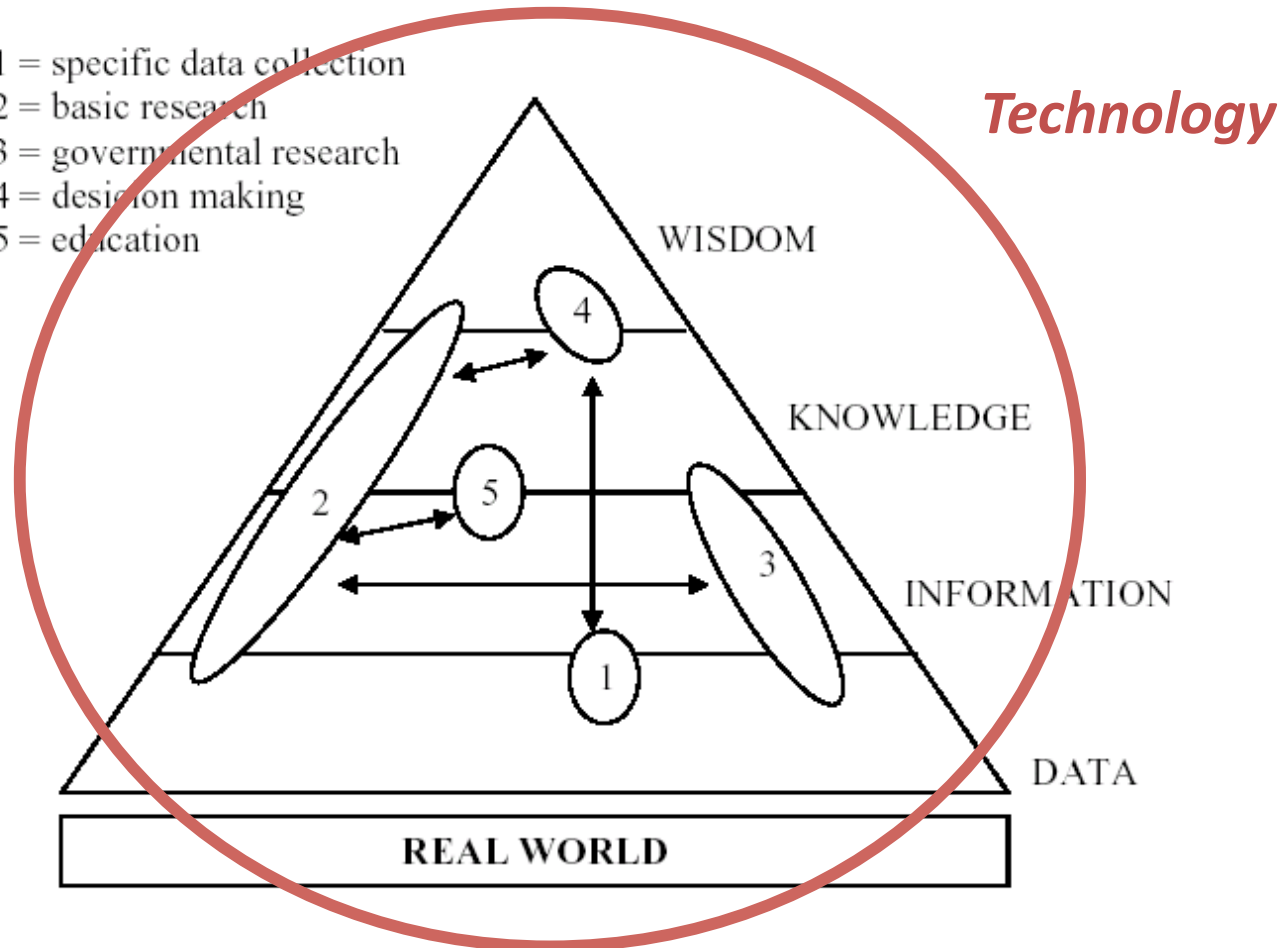 1 = specific data collection
2 = basic research
3 = governmental research
4 = desicion making
5 = education
Technology
WISDOM
4
KNOWLEDGE
5
2
3
INFORMATION
1
DATA
REAL WORLD